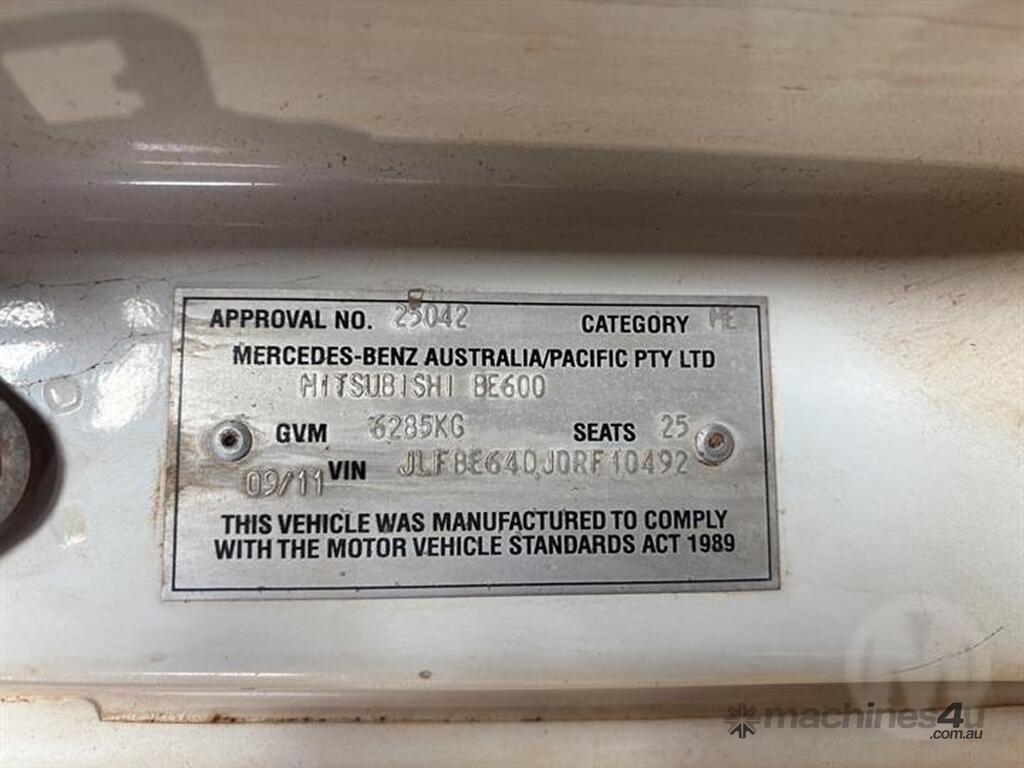 APPROVAL NO. 25042 CATEGORY ME
MERCEDES-BENZ AUSTRALIA/PACIFIC PTY LTD
MITSUBISHI BE600
GVM 6285KG SEATS 25
09/11 VIN JLFBE640J0RF10492
THIS VEHICLE WAS MANUFACTURED TO COMPLY
WITH THE MOTOR VEHICLE STANDARDS ACT 1989
machines4u
.com.au